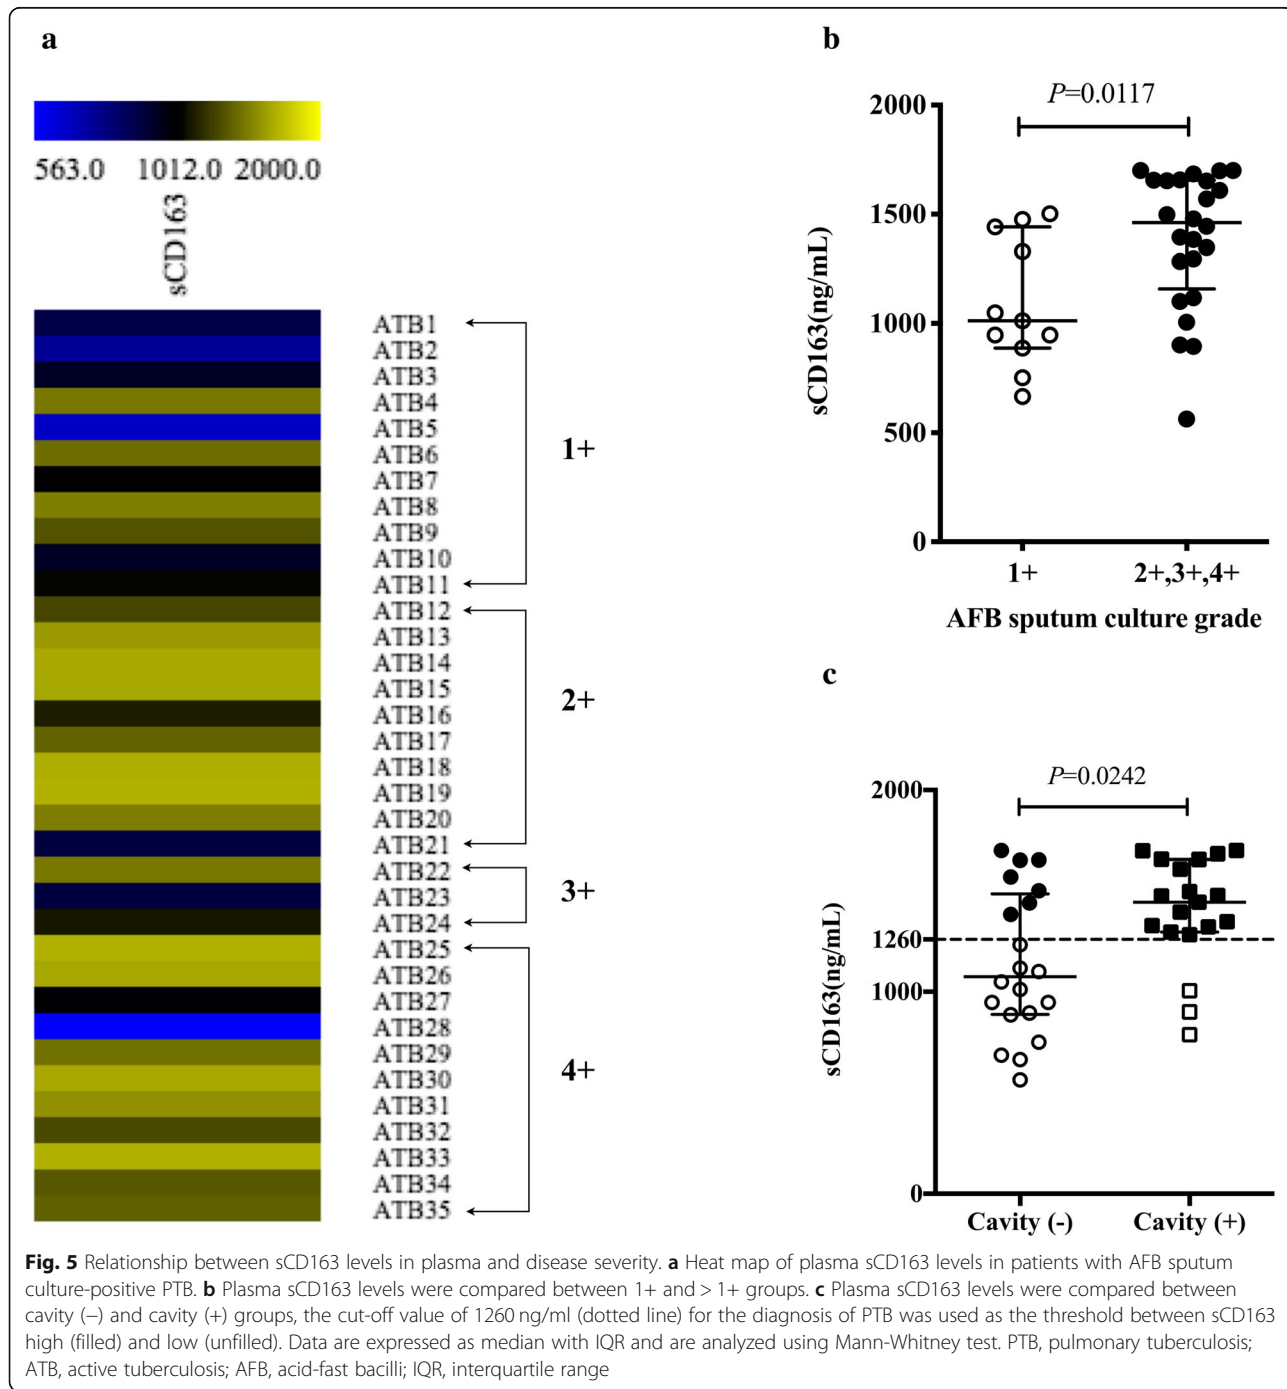 a
563.0 1012.0 2000.0
sCD163
ATB1
ATB2
ATB3
ATB4
ATB5
ATB6
ATB7
ATB8
ATB9
ATB10
ATB11
ATB12
ATB13
ATB14
ATB15
ATB16
ATB17
ATB18
ATB19
ATB20
ATB21
ATB22
ATB23
ATB24
ATB25
ATB26
ATB27
ATB28
ATB29
ATB30
ATB31
ATB32
ATB33
ATB34
ATB35
1+
2+
3+
4+
b
P=0.0117
sCD163(ng/mL)
2000
1500
1000
500
0
1+ 2+,3+,4+
AFB sputum culture grade
c
P=0.0242
sCD163(ng/mL)
2000
1260
1000
0
Cavity (-) Cavity (+)
Fig. 5 Relationship between sCD163 levels in plasma and disease severity. a Heat map of plasma sCD163 levels in patients with AFB sputum
culture-positive PTB. b Plasma sCD163 levels were compared between 1+ and > 1+ groups. c Plasma sCD163 levels were compared between
cavity (−) and cavity (+) groups, the cut-off value of 1260 ng/ml (dotted line) for the diagnosis of PTB was used as the threshold between sCD163
high (filled) and low (unfilled). Data are expressed as median with IQR and are analyzed using Mann-Whitney test. PTB, pulmonary tuberculosis;
ATB, active tuberculosis; AFB, acid-fast bacilli; IQR, interquartile range